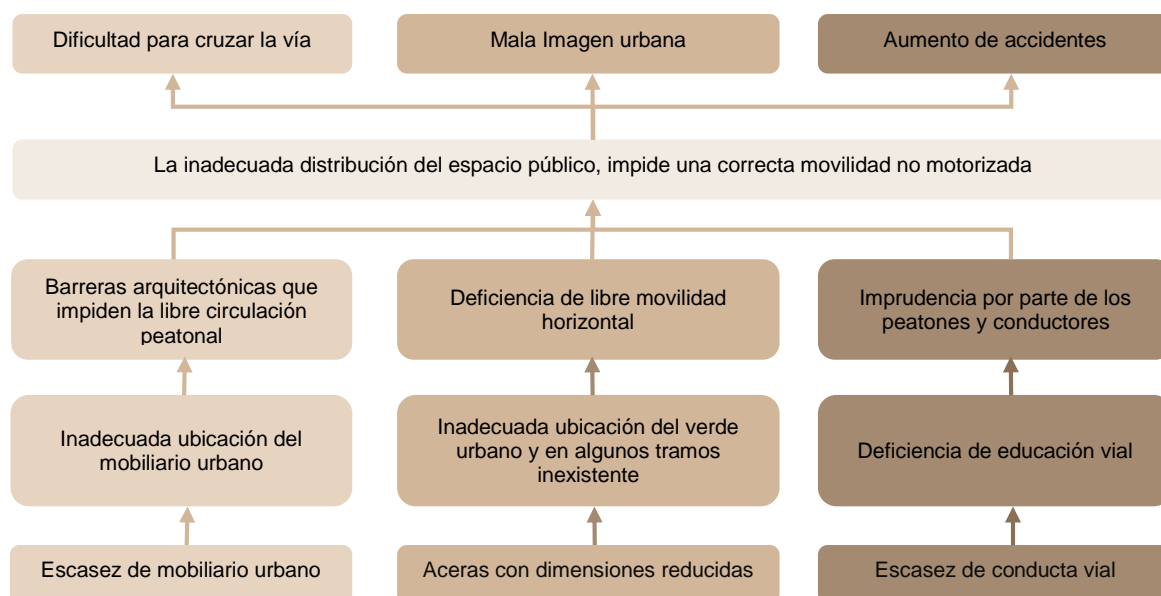 Dificultad para cruzar la vía
Mala Imagen urbana
Aumento de accidentes
La inadecuada distribución del espacio público, impide una correcta movilidad no motorizada
Barreras arquitectónicas que
impiden la libre circulación
peatonal
Deficiencia de libre movilidad
horizontal
Imprudencia por parte de los
peatones y conductores
Inadecuada ubicación del
mobiliario urbano
Inadecuada ubicación del verde
urbano y en algunos tramos
inexistente
Deficiencia de educación vial
Escasez de mobiliario urbano
Aceras con dimensiones reducidas
Escasez de conducta vial